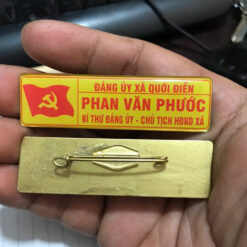 ĐẢNG ỦY XÃ QUỚI ĐIỀN
PHAN VĂN PHƯỚC
BÍ THƯ ĐẢNG ỦY - CHỦ TỊCH HĐND XÃ